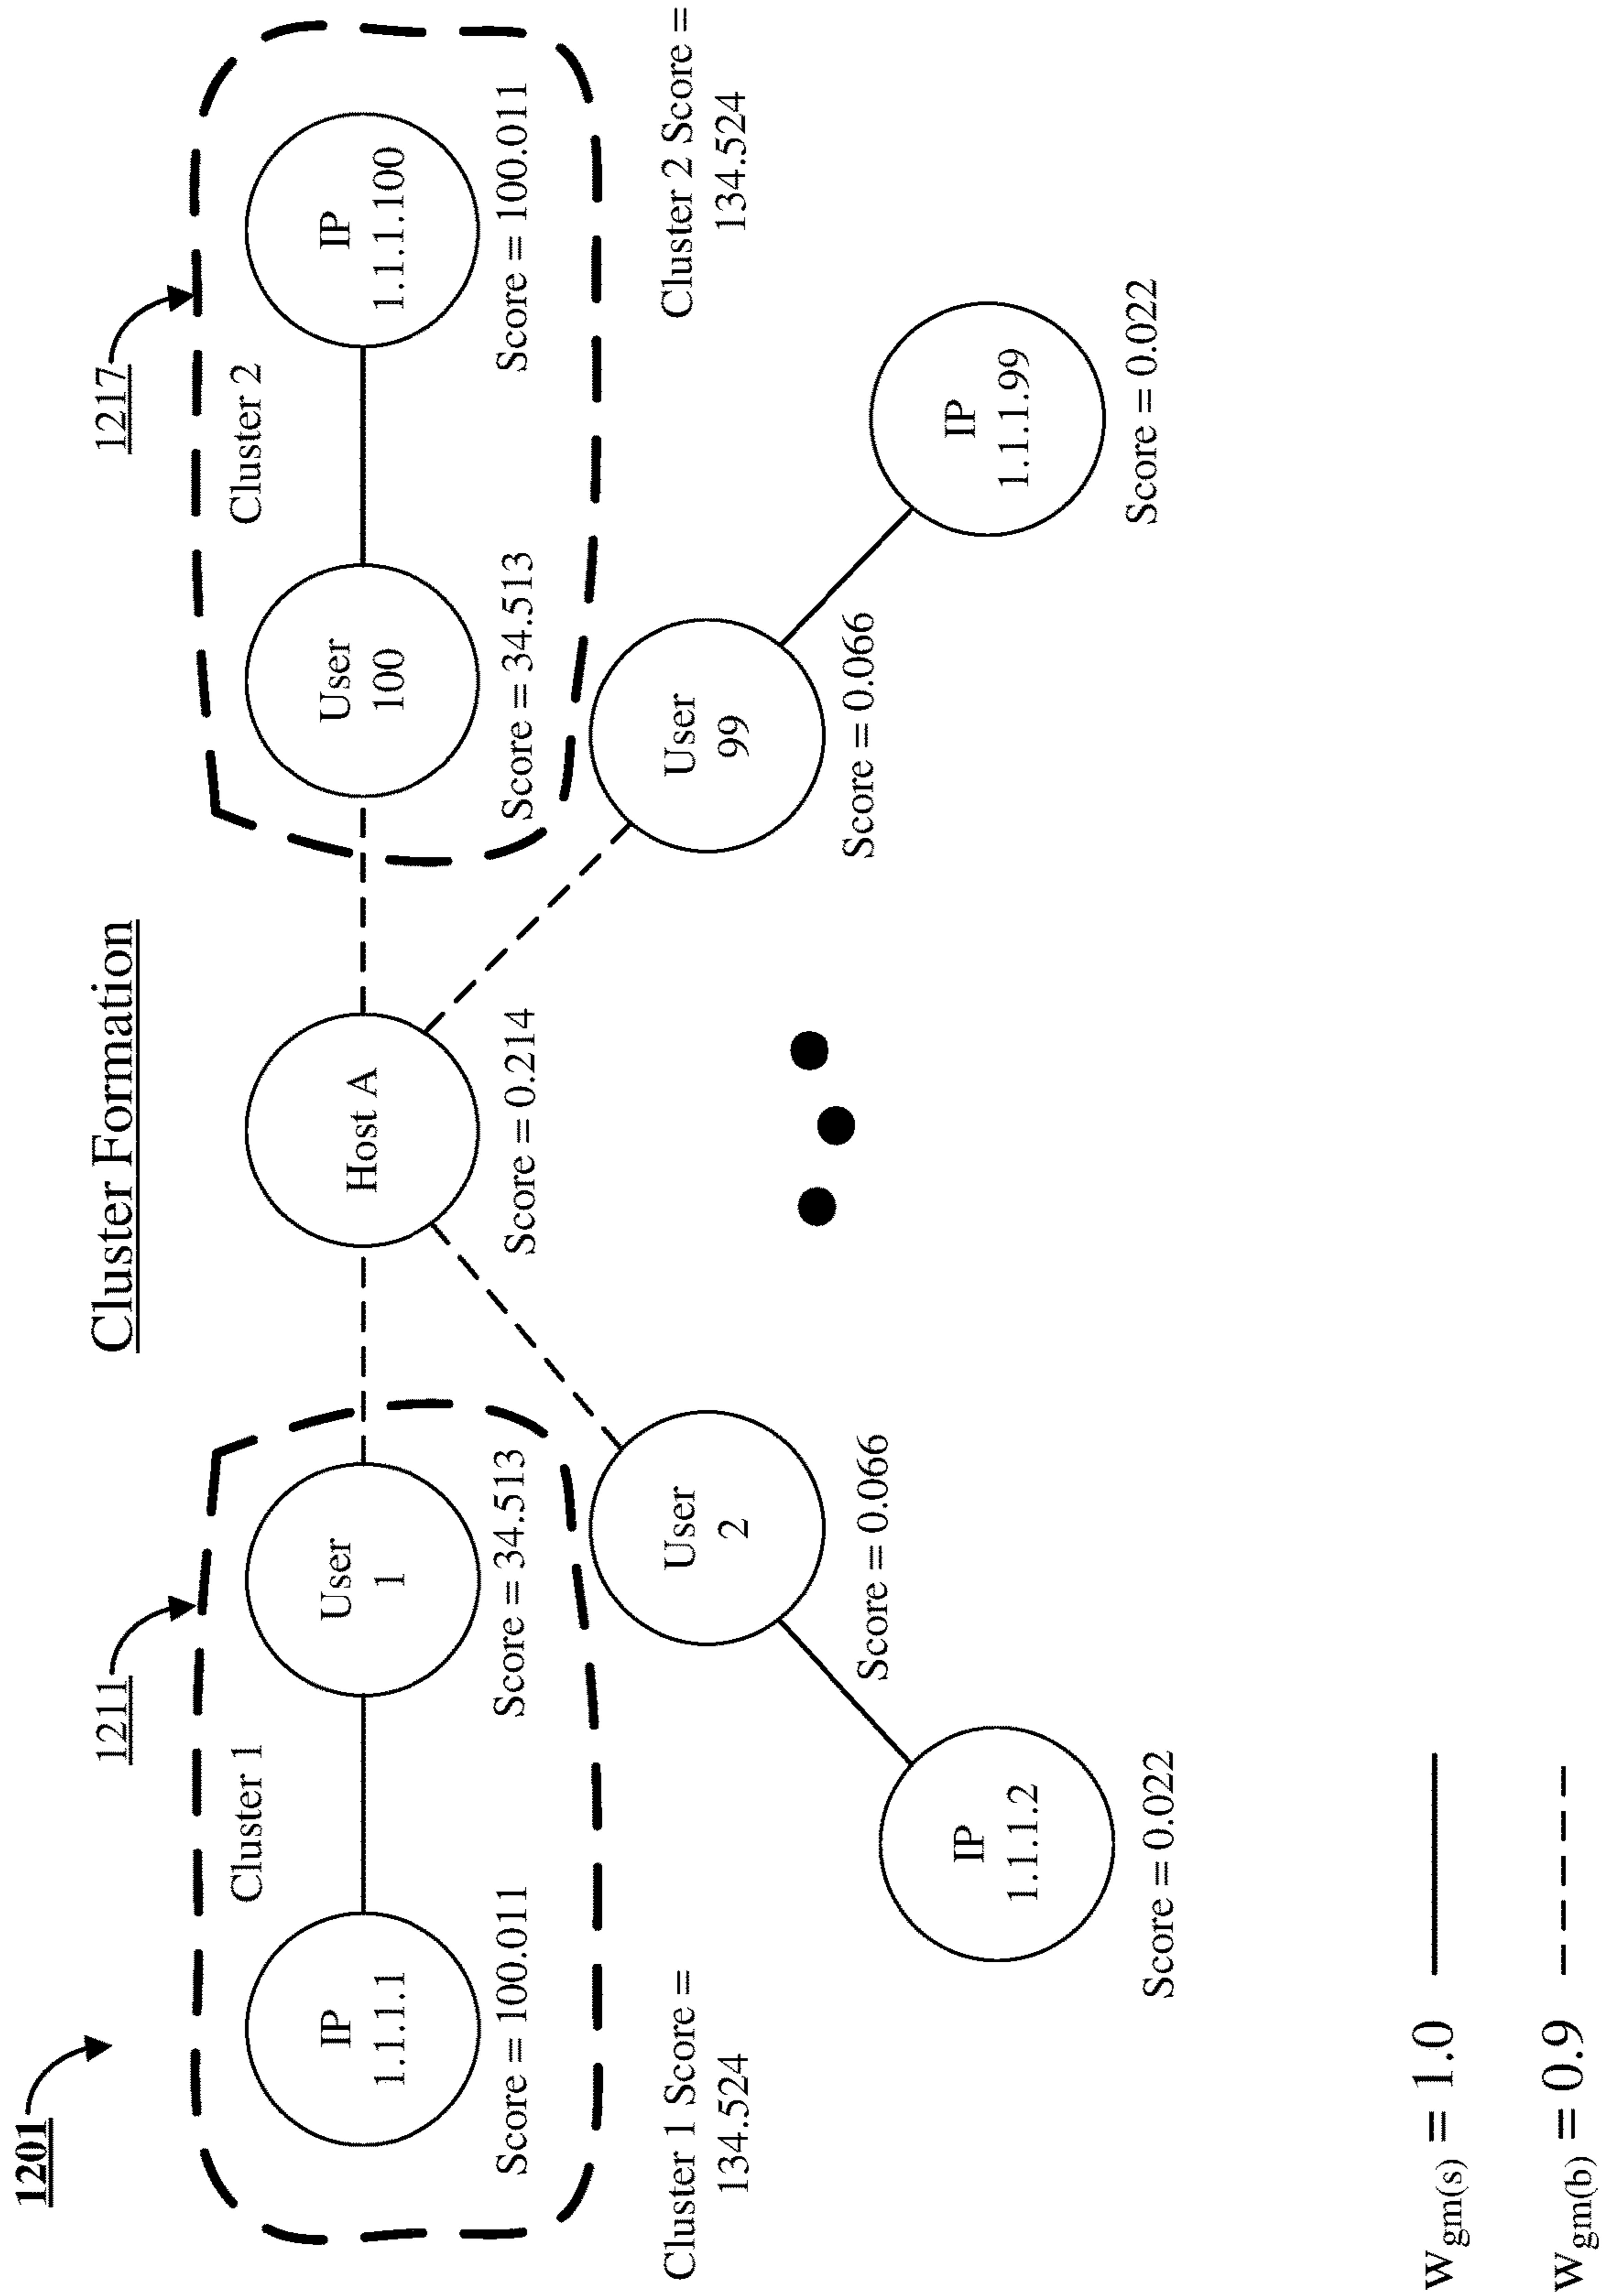 1201
Cluster Formation
1211
1217
Cluster 1
Cluster 2
IP
1.1.1.1
Score = 100.011
User
1
Score = 34.513
Host A
Score = 0.214
User
100
Score = 34.513
IP
1.1.1.100
Score = 100.011
Cluster 1 Score =
134.524
Cluster 2 Score =
134.524
User
2
Score = 0.066
User
99
Score = 0.066
IP
1.1.1.2
Score = 0.022
IP
1.1.1.99
Score = 0.022
w gm(s) = 1.0
w gm(b) = 0.9